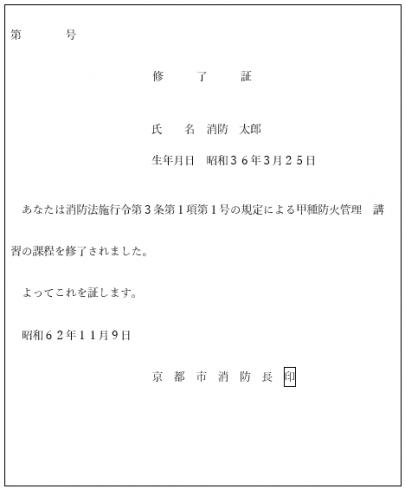 第　　　　号
修　　　了　　　証
氏　　名　消防　太郎
生年月日　昭和３６年３月２５日
あなたは消防法施行令第３条第１項第１号の規定による甲種防火管理　講
習の課程を修了されました。
よってこれを証します。
昭和６２年１１月９日
京　都　市　消　防　長　印